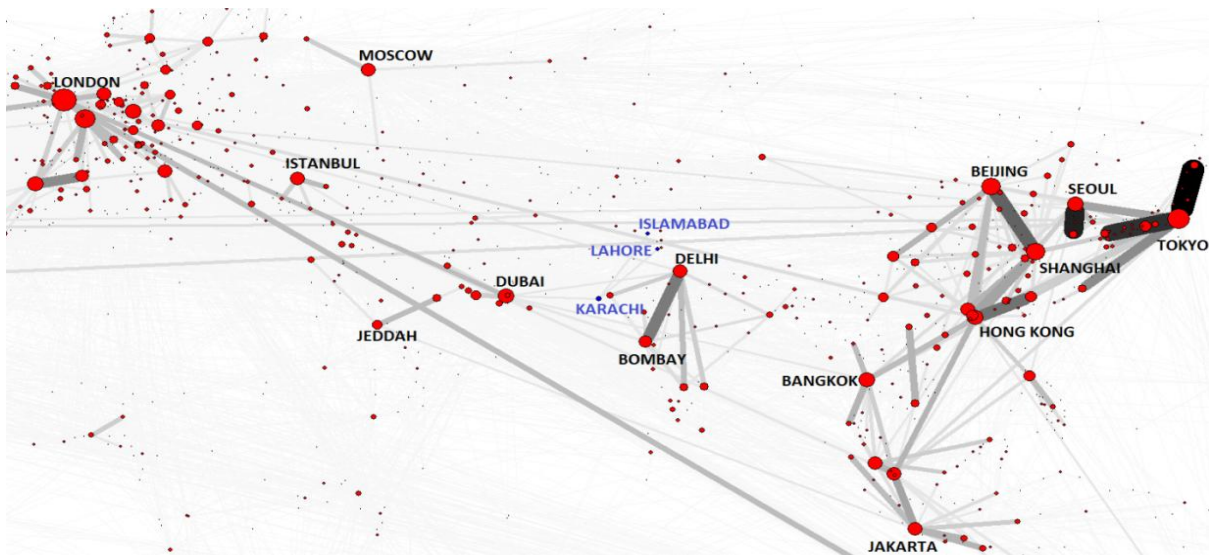 MOSCOW
LONDON
ISTANBUL
BEIJING
SEOUL
ISLAMABAD
TOKYO
LAHORE
DELHI
SHANGHAI
DUBAI
KARACHI
JEDDAH
HONG KONG
BOMBAY
BANGKOK
JAKARTA